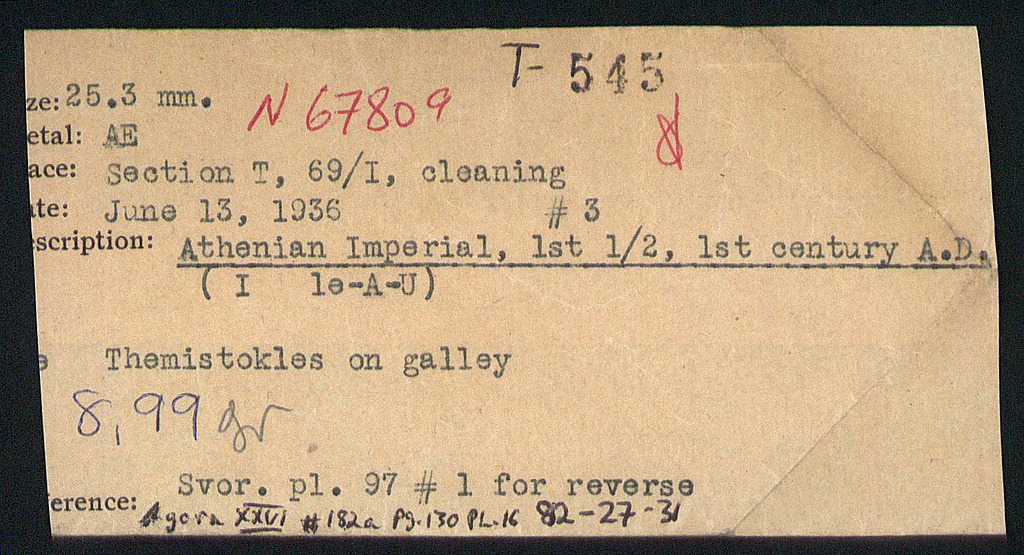 T- 545
ze: 25.3 mm.
N 67809
etal: AE
ace: Section T, 69/I, cleaning
ate: June 13, 1936 # 3
escription: Athenian Imperial, 1st 1/2, 1st century A.D.
( I le-A-U)
e Themistokles on galley
8,99 gr
Svor. pl. 97 # 1 for reverse
erence: Agora XXVI #182a Pg.130 PL.16 82-27-31